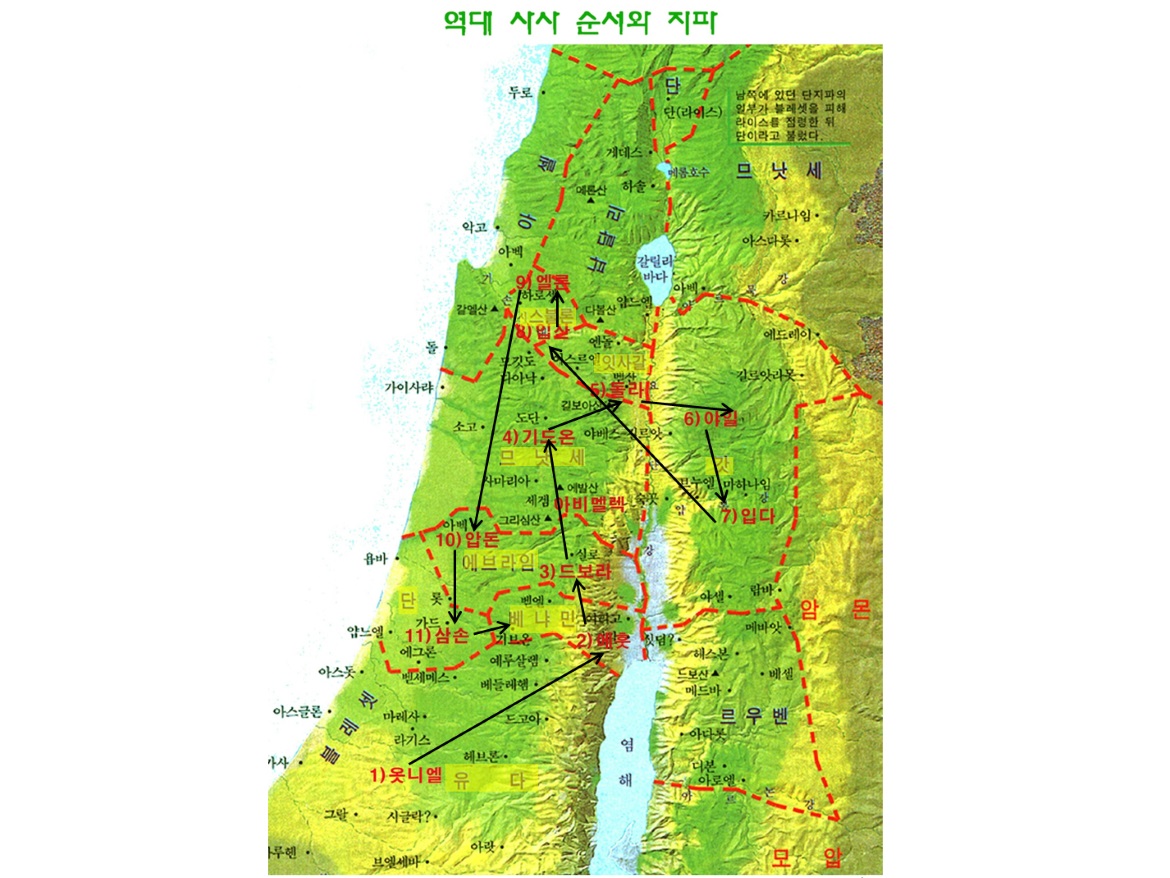 역대 사사 순서와 지파
남쪽에 있던 단지파의
일부가 블레셋을 피해
라이스를 점령한 뒤
단이라고 불렀다.
두로
단
단(라이스)
게데스
메롬호수
므 낫 세
메론산
하솔
아 셀
납 달 리
악고
아벡
갈릴리
바다
카르나임
아스다롯
9)엘론
갈멜산
다볼산
얍느엘
아벡
스불론
8)입산
엔돌
에드레이
돌
므깃도
다아낙
잇사갈
벧산
길르앗라못
가이사랴
5)돌라
길보아산
6)야일
소고
도단
4)기드온
야베스 길르앗
므 낫 세
갓
사마리아
에발산
브누엘
마하나임
세겜
아비멜렉
숙곳
7)입다
그리심산
아벡
10)압돈
욥바
에브라임
실로
3)드보라
단
롯
벧엘
베 냐 민
여리고
아셀
랍바
암 몬
얍느엘
가드
11)삼손
기브온
2)에훗
싯딤?
메바앗
에그론
예루살렘
헤스본
아스돗
벧세메스
베들레헴
드보산
베셀
메드바
아스글론
블 레 셋
마레사
드고아
르우벤
라기스
아다롯
가사
헤브론
염
해
1)옷니엘
유 다
디본
아로엘
아 르 논 강
그랄
시글락?
아랏
브엘세바
모 압